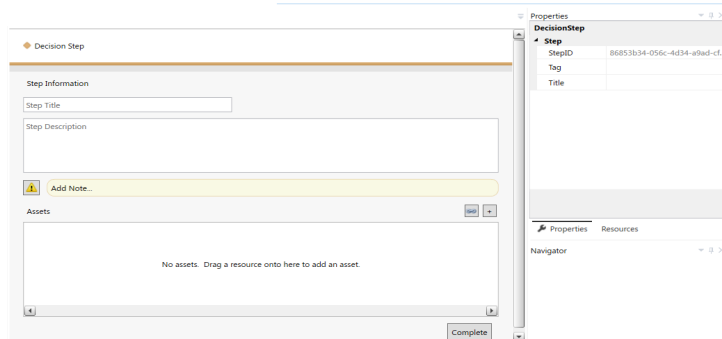 Decision Step
Step Information
Step Title
Step Description
Add Note...
Assets
+
No assets. Drag a resource onto here to add an asset.
Complete
Properties
DecisionStep
Step
StepID 86853b34-056c-4d34-a9ad-cf.
Tag
Title
Properties Resources
Navigator